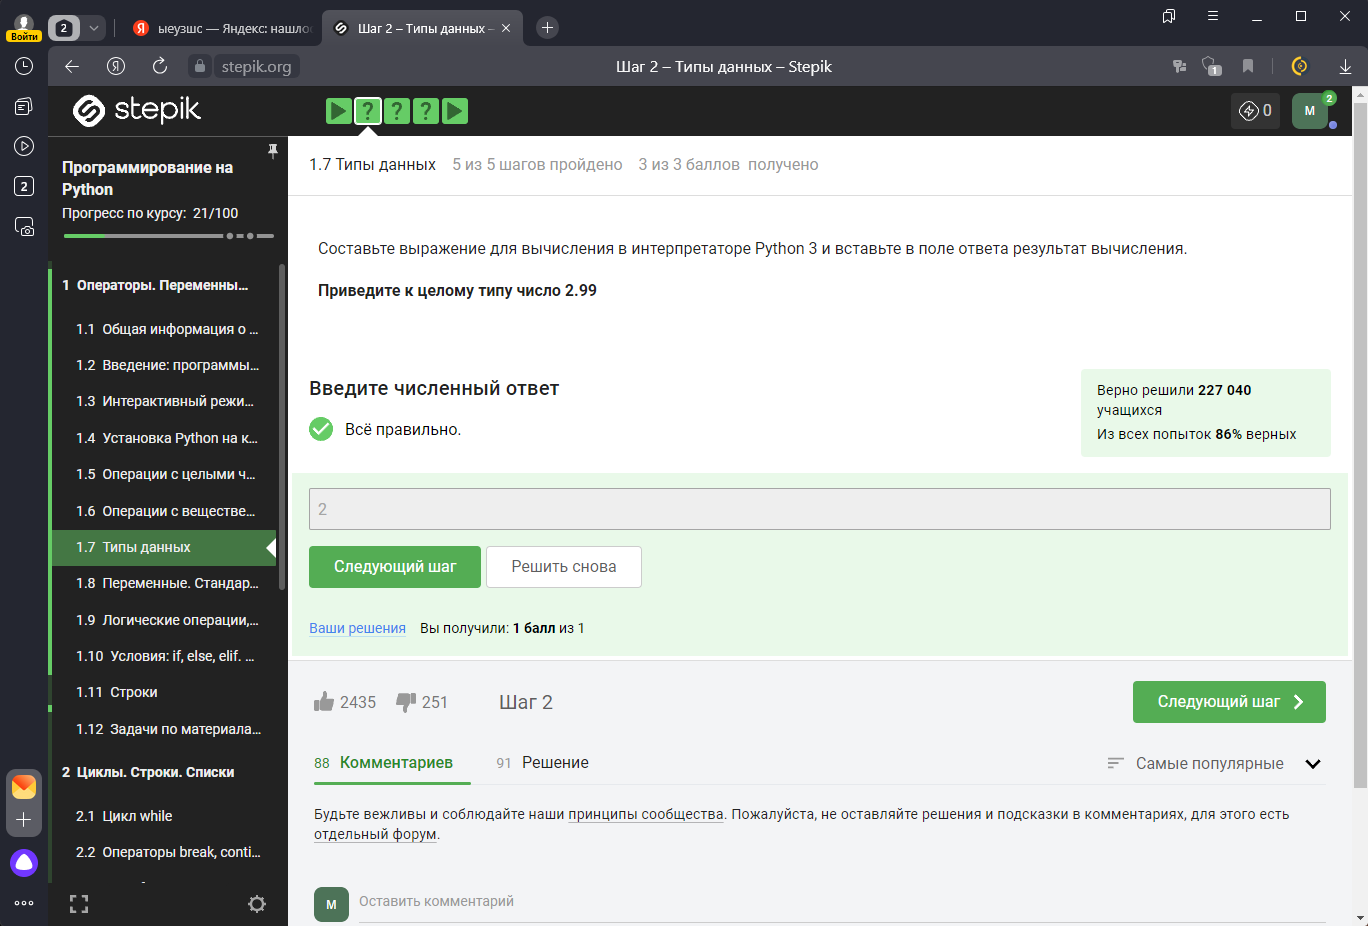 Войти
2
ыеузшс — Яндекс: нашлось
Шаг 2 – Типы данных –
stepik.org
Шаг 2 – Типы данных – Stepik
1
2
stepik
0
M
2
Программирование на
Python
Прогресс по курсу: 21/100
1 Операторы. Переменны...
1.1 Общая информация о ...
1.2 Введение: программы...
1.3 Интерактивный режи...
1.4 Установка Python на к...
1.5 Операции с целыми ч...
1.6 Операции с веществе...
1.7 Типы данных
1.8 Переменные. Стандар...
1.9 Логические операции,...
1.10 Условия: if, else, elif. ...
1.11 Строки
1.12 Задачи по материала...
2 Циклы. Строки. Списки
2.1 Цикл while
2.2 Операторы break, conti...
1.7 Типы данных 5 из 5 шагов пройдено 3 из 3 баллов получено
Составьте выражение для вычисления в интерпретаторе Python 3 и вставьте в поле ответа результат вычисления.
Приведите к целому типу число 2.99
Введите численный ответ
Всё правильно.
Верно решили 227 040
учащихся
Из всех попыток 86% верных
2
Следующий шаг
Решить снова
Ваши решения Вы получили: 1 балл из 1
2435 251 Шаг 2
Следующий шаг
88 Комментариев
91 Решение
Самые популярные
Будьте вежливы и соблюдайте наши принципы сообщества. Пожалуйста, не оставляйте решения и подсказки в комментариях, для этого есть
отдельный форум.
M
Оставить комментарий